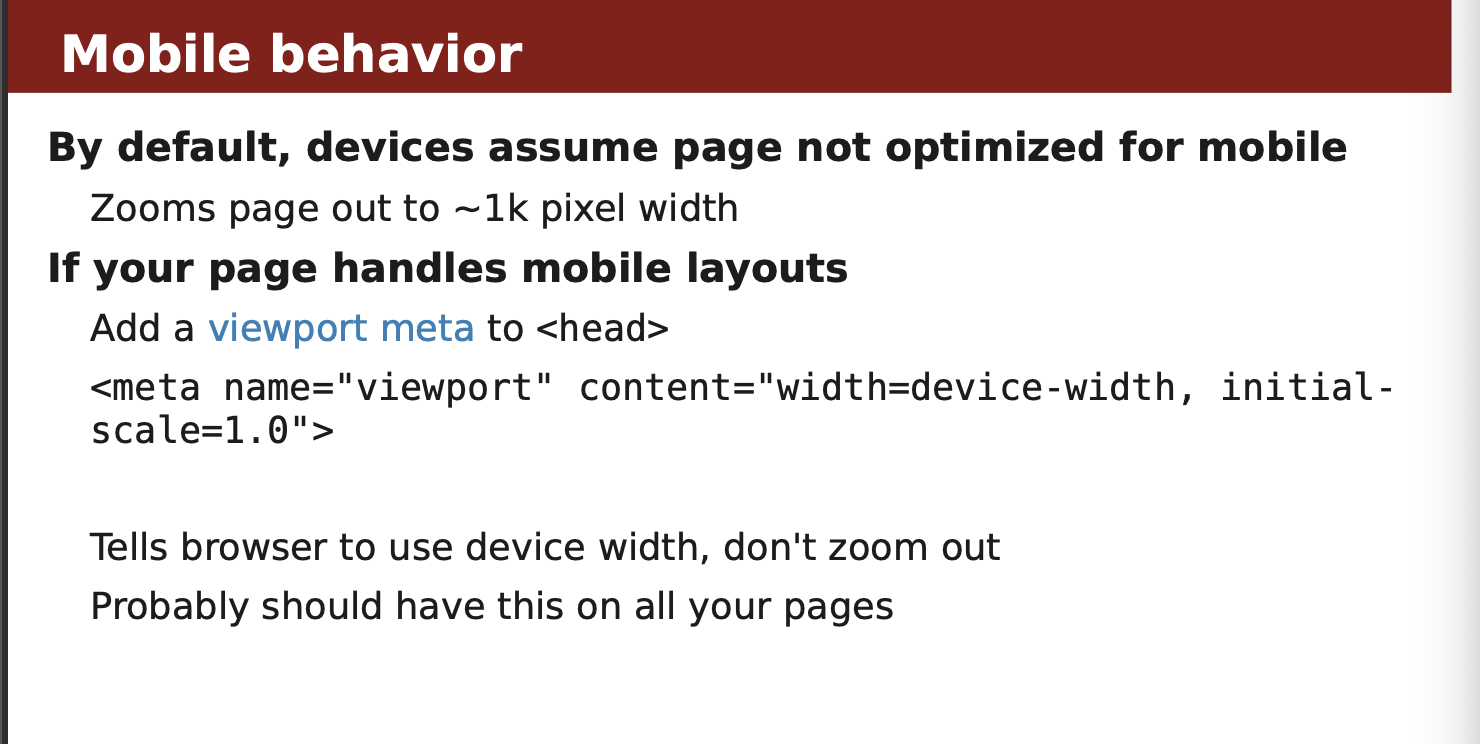 Mobile behavior
By default, devices assume page not optimized for mobile
Zooms page out to ~1k pixel width
If your page handles mobile layouts
Add a viewport meta to <head>
<meta name="viewport" content="width=device-width, initial-
scale=1.0">
Tells browser to use device width, don't zoom out
Probably should have this on all your pages